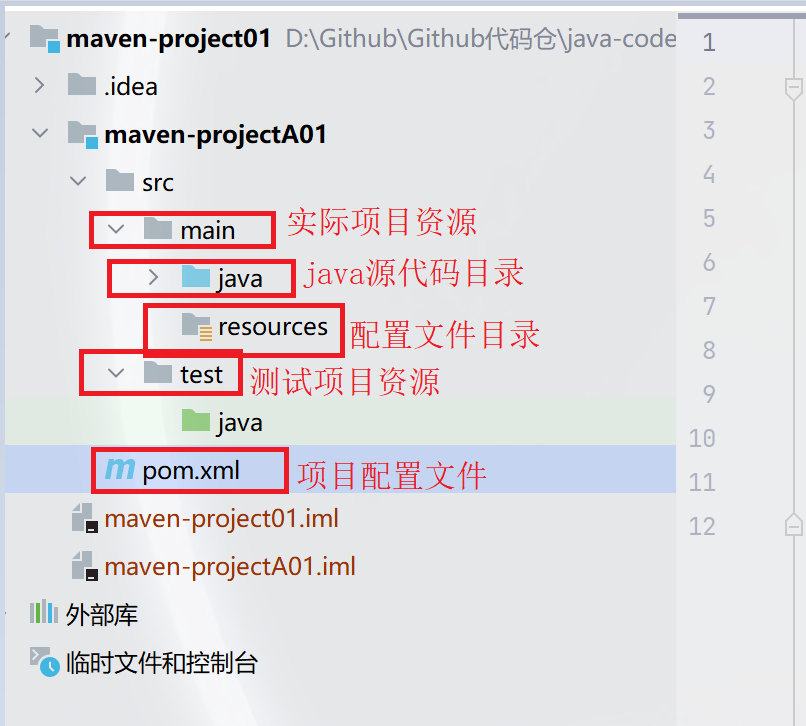 maven-project01 D:\Github\Github代码仓\java-code
.idea
maven-projectA01
src
main 实际项目资源
java java源代码目录
resources 配置文件目录
test 测试项目资源
java
pom.xml 项目配置文件
maven-project01.iml
maven-projectA01.iml
外部库
临时文件和控制台
1
2
3
4
5
6
7
8
9
10
11
12